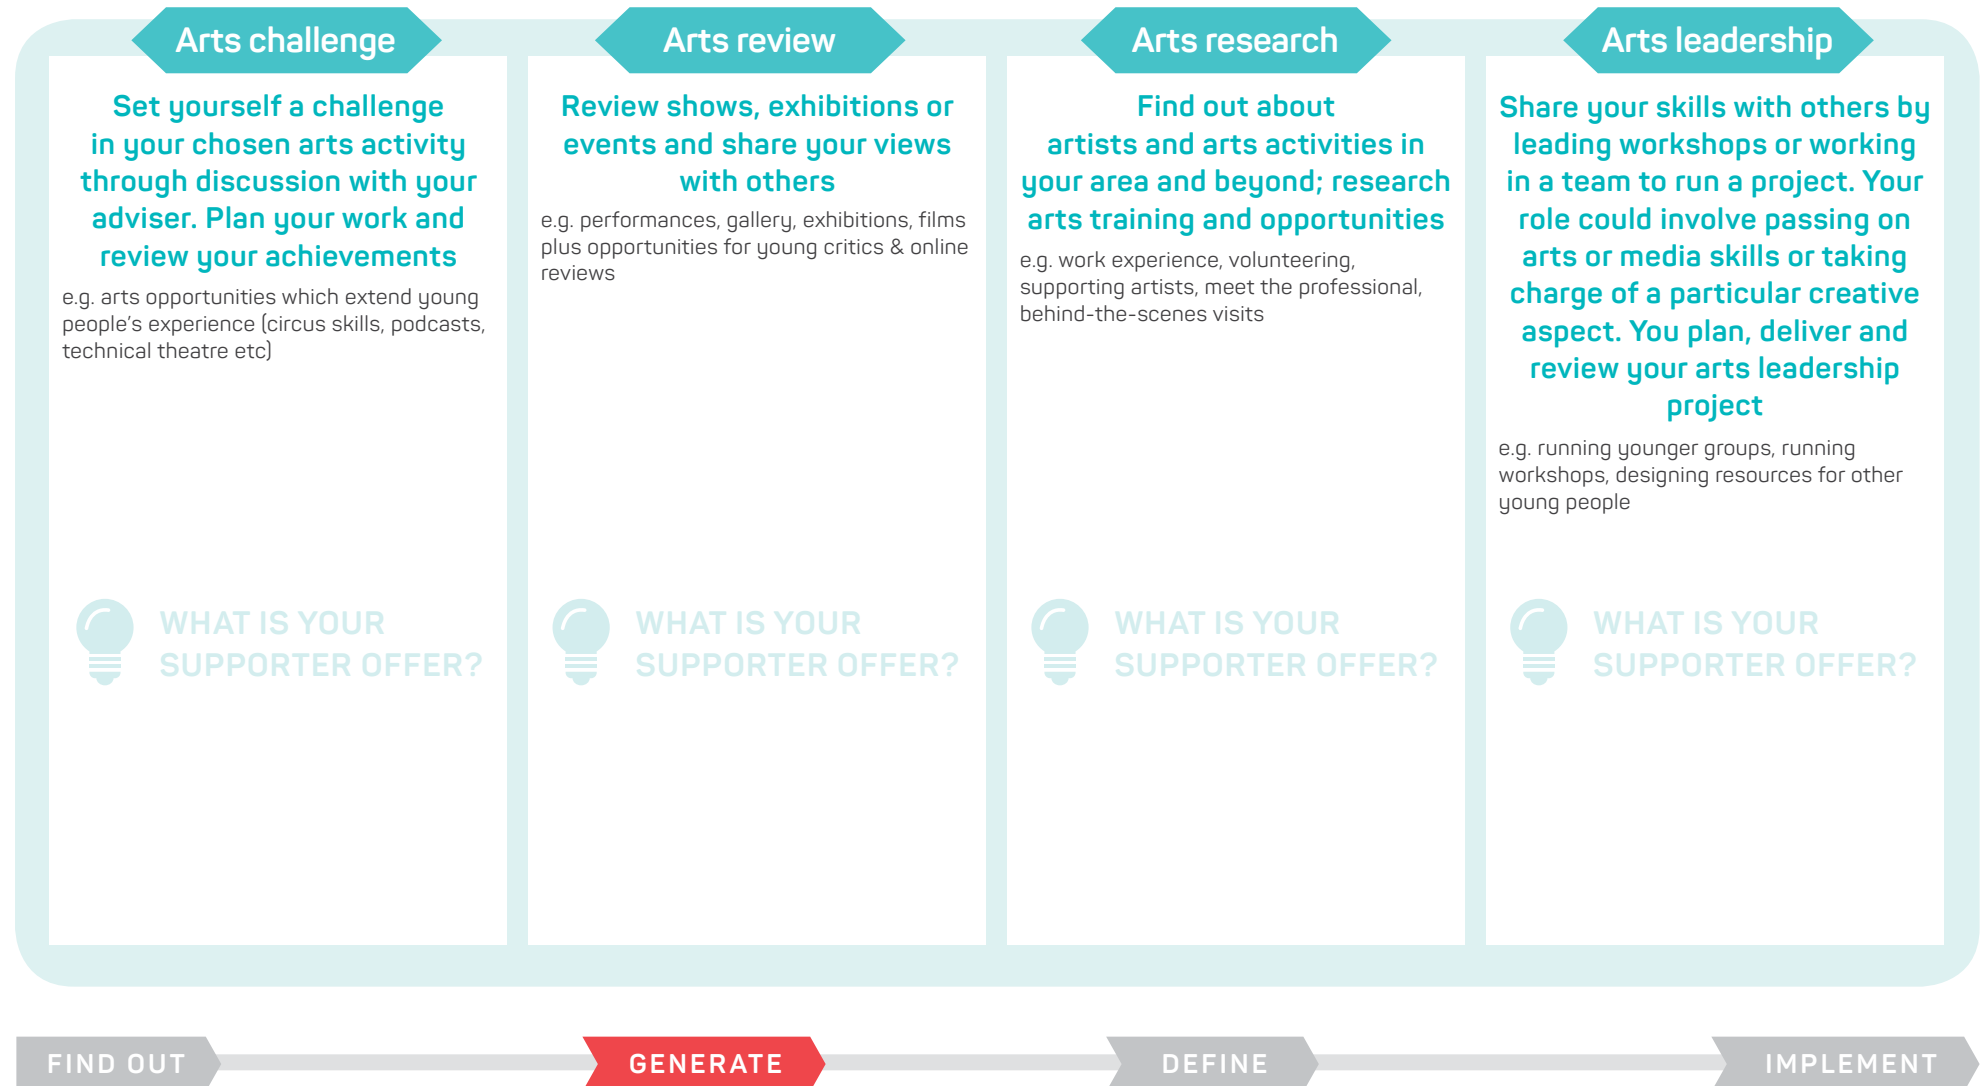 Arts challenge
Set yourself a challenge
in your chosen arts activity
through discussion with your
adviser. Plan your work and
review your achievements
e.g. arts opportunities which extend young
people’s experience (circus skills, podcasts,
technical theatre etc)
WHAT IS YOUR
SUPPORTER OFFER?
Arts review
Review shows, exhibitions or
events and share your views
with others
e.g. performances, gallery, exhibitions, films
plus opportunities for young critics & online
reviews
WHAT IS YOUR
SUPPORTER OFFER?
Arts research
Find out about
artists and arts activities in
your area and beyond; research
arts training and opportunities
e.g. work experience, volunteering,
supporting artists, meet the professional,
behind-the-scenes visits
WHAT IS YOUR
SUPPORTER OFFER?
Arts leadership
Share your skills with others by
leading workshops or working
in a team to run a project. Your
role could involve passing on
arts or media skills or taking
charge of a particular creative
aspect. You plan, deliver and
review your arts leadership
project
e.g. running younger groups, running
workshops, designing resources for other
young people
WHAT IS YOUR
SUPPORTER OFFER?
FIND OUT
GENERATE
DEFINE
IMPLEMENT